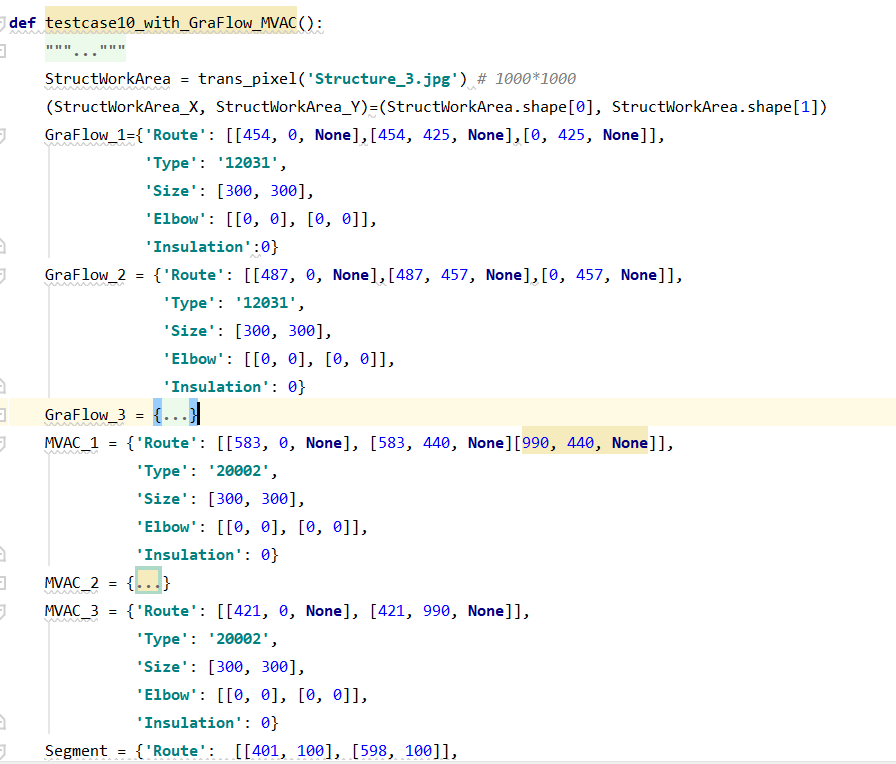 def testcase10_with_GraFlow_MVAC():
"""..."""
StructWorkArea = trans_pixel('Structure_3.jpg') # 1000*1000
(StructWorkArea_X, StructWorkArea_Y)=(StructWorkArea.shape[0], StructWorkArea.shape[1])
GraFlow_1={'Route': [[454, 0, None],[454, 425, None],[0, 425, None]],
'Type': '12031',
'Size': [300, 300],
'Elbow': [[0, 0], [0, 0]],
'Insulation':0}
GraFlow_2 = {'Route': [[487, 0, None],[487, 457, None],[0, 457, None]],
'Type': '12031',
'Size': [300, 300],
'Elbow': [[0, 0], [0, 0]],
'Insulation': 0}
GraFlow_3 = {...}
MVAC_1 = {'Route': [[583, 0, None], [583, 440, None][990, 440, None]],
'Type': '20002',
'Size': [300, 300],
'Elbow': [[0, 0], [0, 0]],
'Insulation': 0}
MVAC_2 = {...}
MVAC_3 = {'Route': [[421, 0, None], [421, 990, None]],
'Type': '20002',
'Size': [300, 300],
'Elbow': [[0, 0], [0, 0]],
'Insulation': 0}
Segment = {'Route':  [[401, 100], [598, 100]],